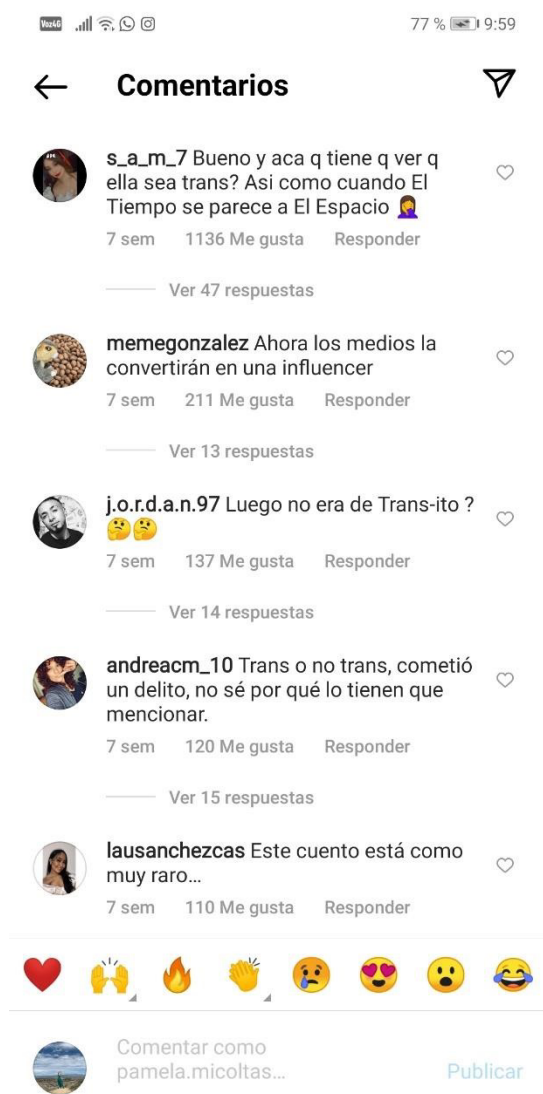 Voz4G 77 % 9:59
Comentarios
s_a_m_7 Bueno y aca q tiene q ver q
ella sea trans? Asi como cuando El
Tiempo se parece a El Espacio 🤦‍♀️
7 sem 1136 Me gusta Responder
Ver 47 respuestas
memegonzalez Ahora los medios la
convertirán en una influencer
7 sem 211 Me gusta Responder
Ver 13 respuestas
j.o.r.d.a.n.97 Luego no era de Trans-ito ?
🤔🤔
7 sem 137 Me gusta Responder
Ver 14 respuestas
andreacm_10 Trans o no trans, cometió
un delito, no sé por qué lo tienen que
mencionar.
7 sem 120 Me gusta Responder
Ver 15 respuestas
lausanchezcas Este cuento está como
muy raro...
7 sem 110 Me gusta Responder
Comentar como
pamela.micoltas...
Publicar